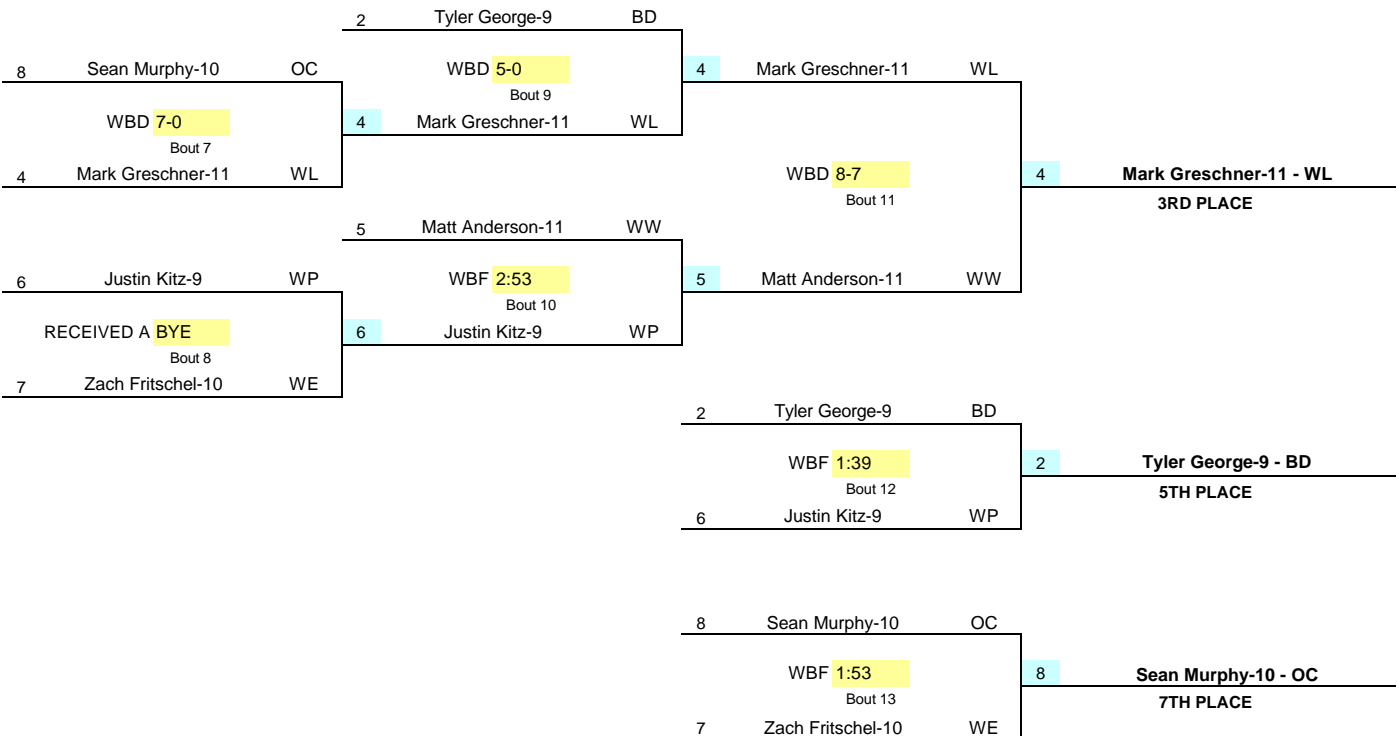 2 Tyler George-9 BD
8 Sean Murphy-10 OC WBD 5-0 4 Mark Greschner-11 WL
Bout 9
WBD 7-0 4 Mark Greschner-11 WL
Bout 7
4 Mark Greschner-11 WL WBD 8-7 4 Mark Greschner-11 - WL
Bout 11 3RD PLACE
5 Matt Anderson-11 WW
6 Justin Kitz-9 WP WBF 2:53 5 Matt Anderson-11 WW
Bout 10
RECEIVED A BYE 6 Justin Kitz-9 WP
Bout 8
7 Zach Fritschel-10 WE
2 Tyler George-9 BD
WBF 1:39 2 Tyler George-9 - BD
Bout 12 5TH PLACE
6 Justin Kitz-9 WP
8 Sean Murphy-10 OC
WBF 1:53 8 Sean Murphy-10 - OC
Bout 13 7TH PLACE
7 Zach Fritschel-10 WE